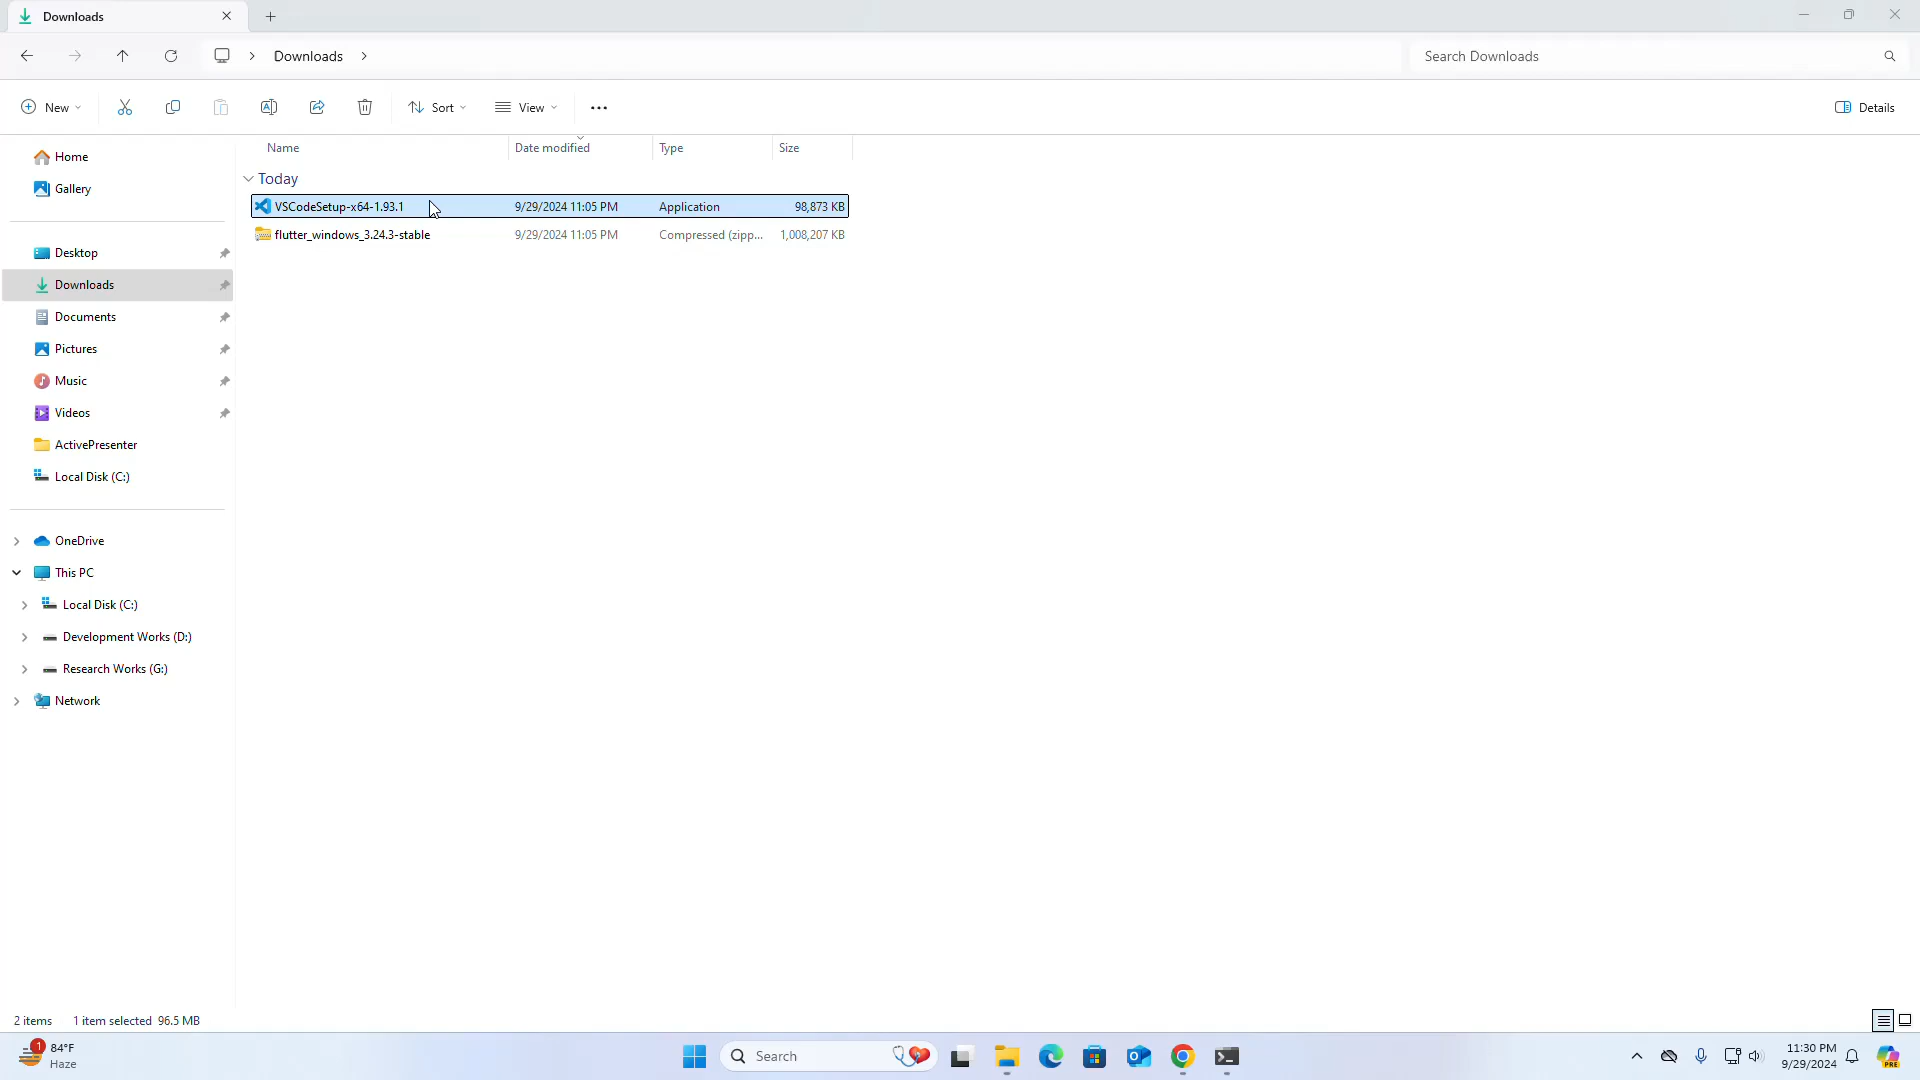 Downloads
Downloads
Search Downloads
New
Sort
View
Details
Name
Date modified
Type
Size
Home
Gallery
Today
VSCodeSetup-x64-1.93.1 9/29/2024 11:05 PM Application 98,873 KB
flutter_windows_3.24.3-stable 9/29/2024 11:05 PM Compressed (zipp... 1,008,207 KB
Desktop
Downloads
Documents
Pictures
Music
Videos
ActivePresenter
Local Disk (C:)
OneDrive
This PC
Local Disk (C:)
Development Works (D:)
Research Works (G:)
Network
2 items 1 item selected 96.5 MB
1
84°F
Haze
Search
11:30 PM
9/29/2024
PRE